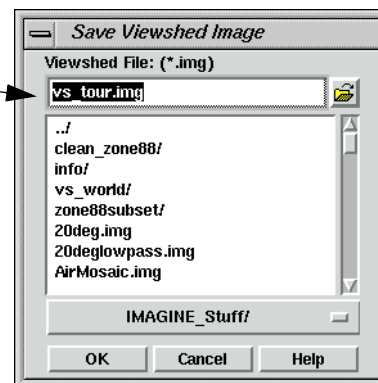 Save Viewshed Image
Viewshed File: (*.img)
vs_tour.img
../
clean_zone88/
info/
vs_world/
zone88subset/
20deg.img
20deglowpass.img
AirMosaic.img
IMAGINE_Stuff/
OK Cancel Help